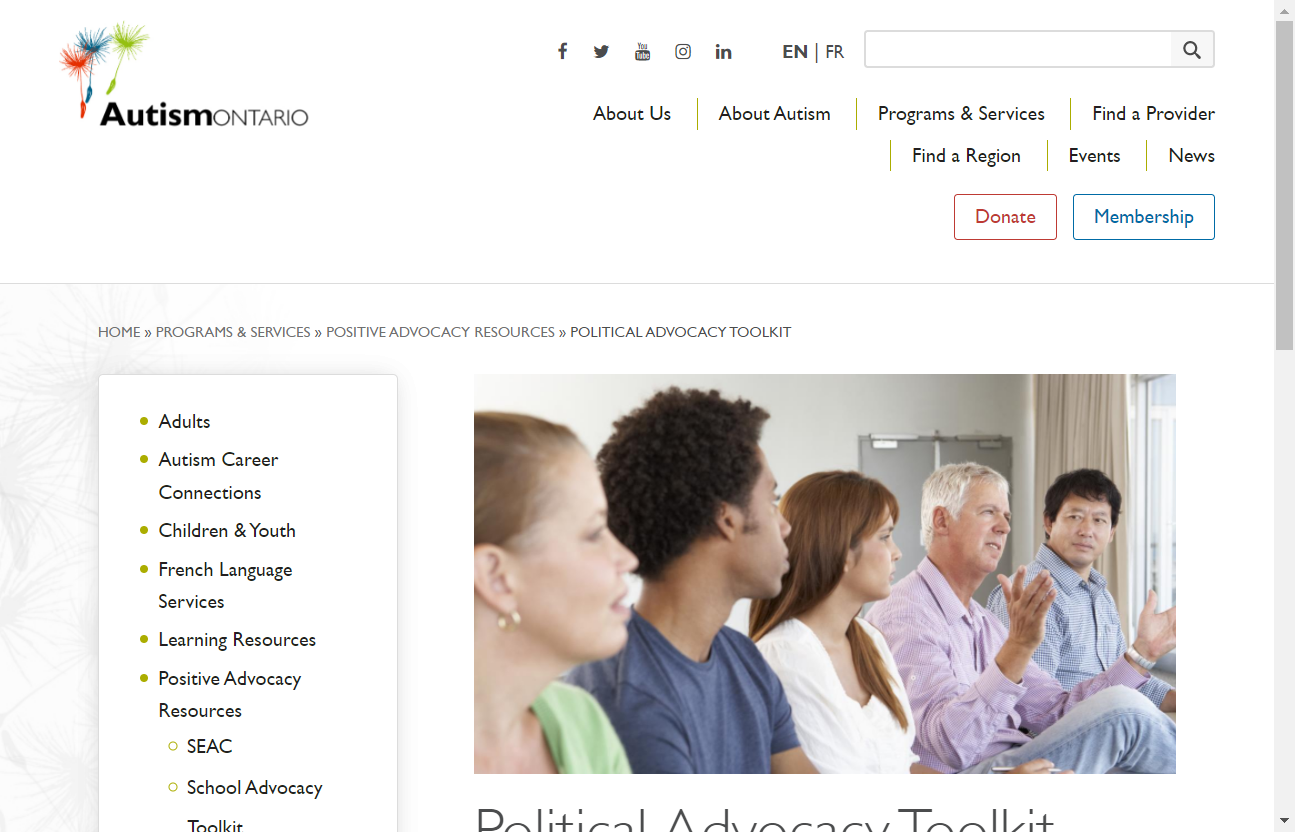 AutismONTARIO
EN | FR
About Us
About Autism
Programs & Services
Find a Provider
Find a Region
Events
News
Donate
Membership
HOME » PROGRAMS & SERVICES » POSITIVE ADVOCACY RESOURCES » POLITICAL ADVOCACY TOOLKIT
Adults
Autism Career
Connections
Children & Youth
French Language
Services
Learning Resources
Positive Advocacy
Resources
SEAC
School Advocacy
Toolkit
Political Advocacy Toolkit